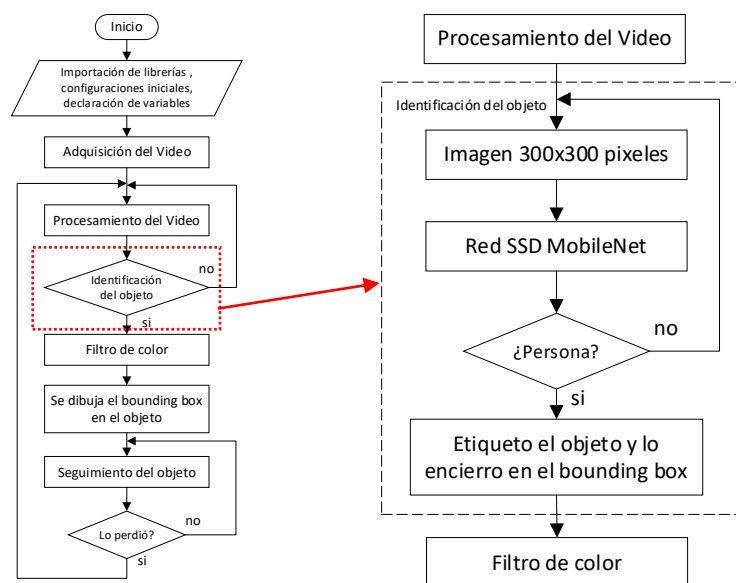 Inicio
Importación de librerías ,
configuraciones iniciales,
declaración de variables
Adquisición del Video
Procesamiento del Video
Identificación
del objeto
no
si
Filtro de color
Se dibuja el bounding box
en el objeto
Seguimiento del objeto
Lo perdió?
no
si
Procesamiento del Video
Identificación del objeto
Imagen 300x300 pixeles
Red SSD MobileNet
¿Persona?
no
si
Etiqueto el objeto y lo
encierro en el bounding box
Filtro de color